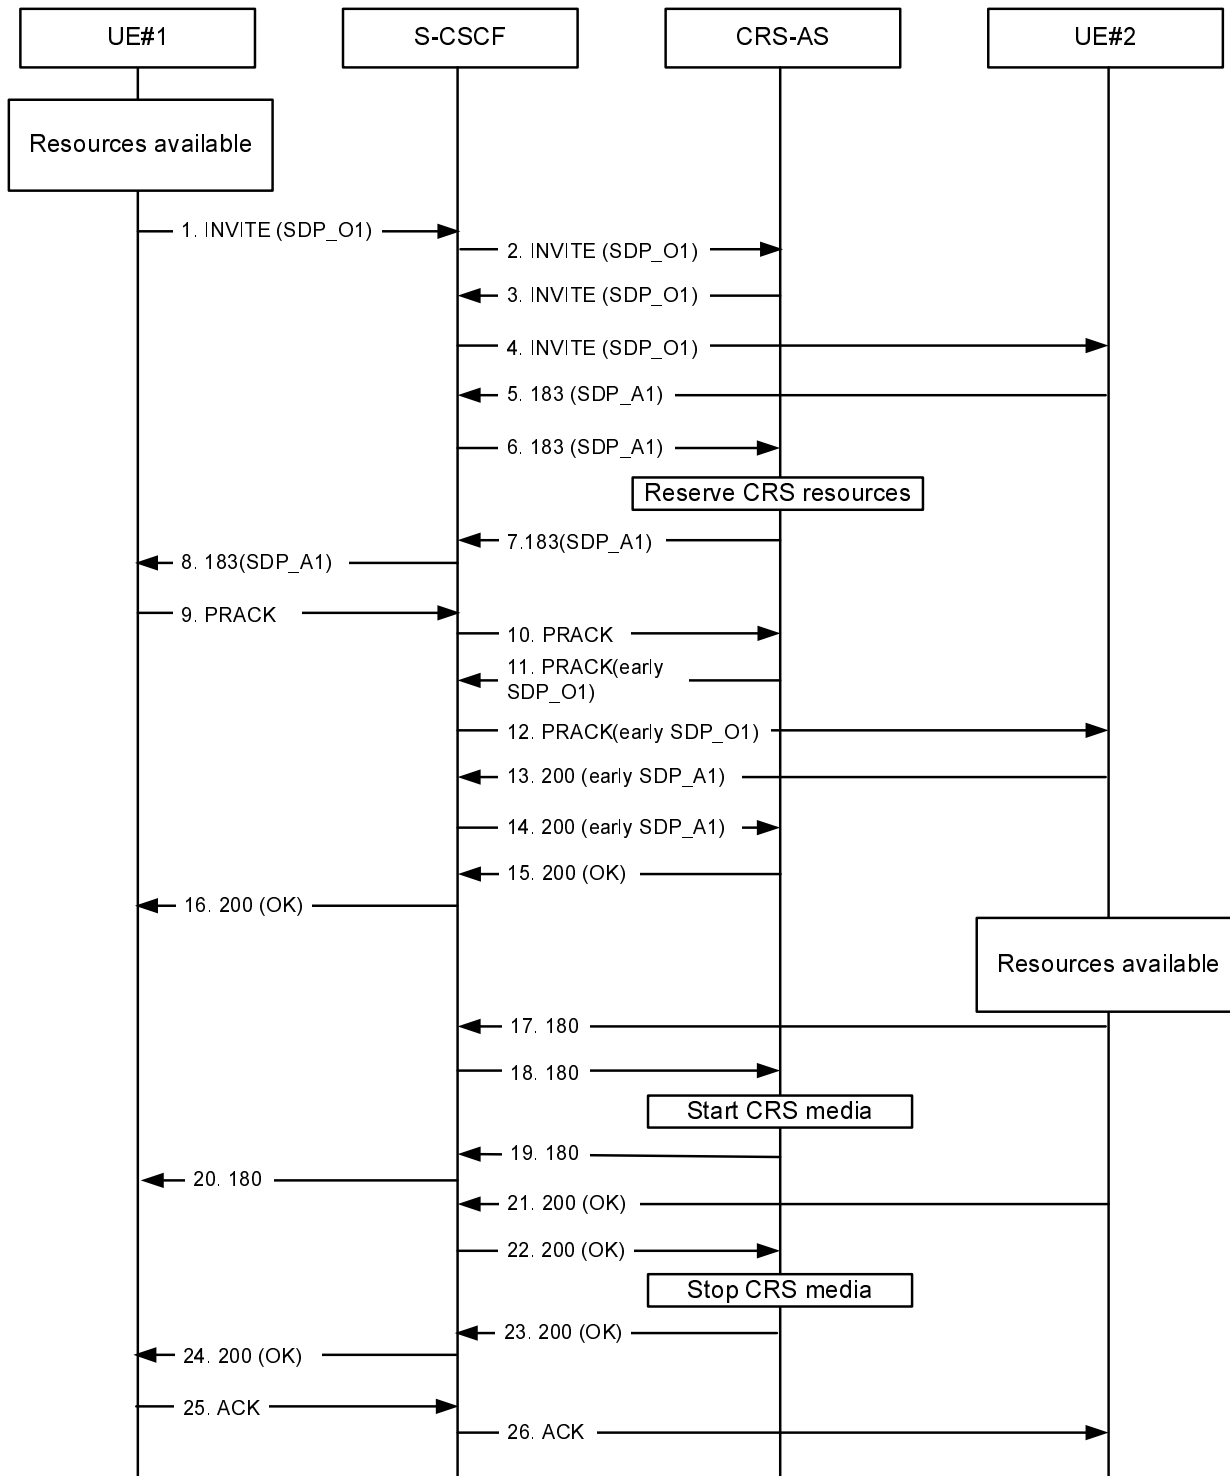 UE#1
S-CSCF
CRS-AS
UE#2
Resources available
1. INVITE (SDP_O1)
2. INVITE (SDP_O1)
3. INVITE (SDP_O1)
4. INVITE (SDP_O1)
5. 183 (SDP_A1)
6. 183 (SDP_A1)
Reserve CRS resources
7.183(SDP_A1)
8. 183(SDP_A1)
9. PRACK
10. PRACK
11. PRACK(early
SDP_O1)
12. PRACK(early SDP_O1)
13. 200 (early SDP_A1)
14. 200 (early SDP_A1)
15. 200 (OK)
16. 200 (OK)
Resources available
17. 180
18. 180
Start CRS media
19. 180
20. 180
21. 200 (OK)
22. 200 (OK)
Stop CRS media
23. 200 (OK)
24. 200 (OK)
25. ACK
26. ACK